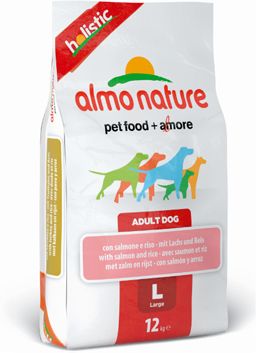 holistic
almo nature
pet food + amore
ADULT DOG
con salmone e riso - mit Lachs und Reis
with salmon and rice - avec saumon et riz
met zalm en rijst - con salmón y arroz
L
Large
12 kg e